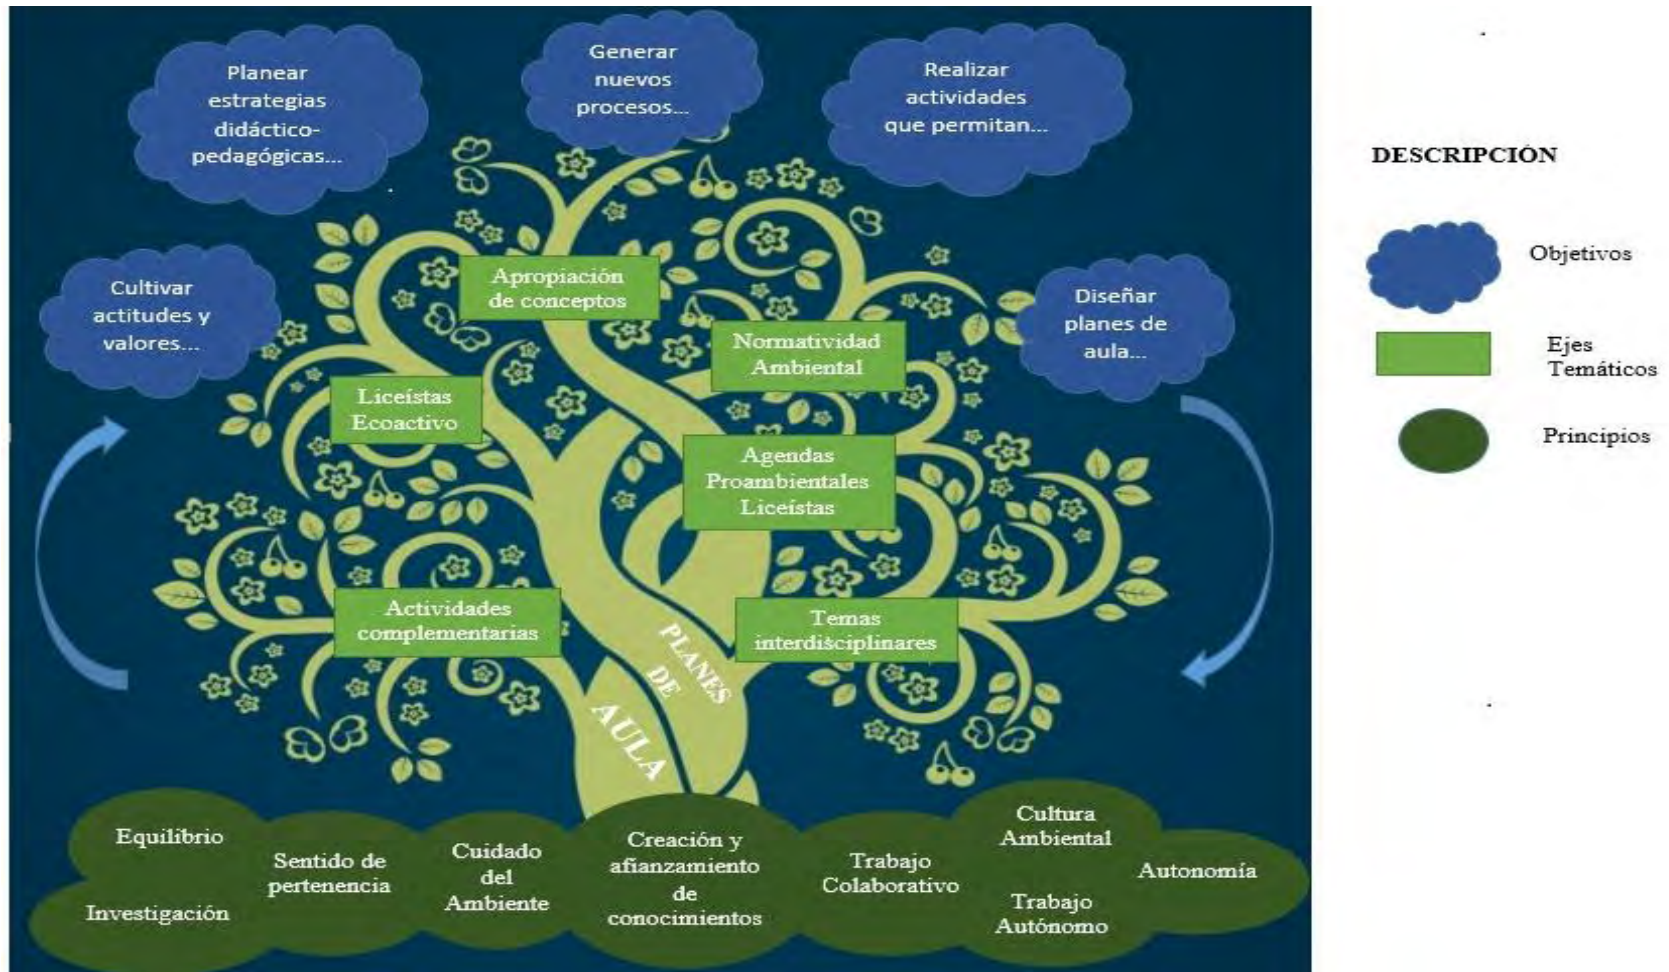 Planear
estrategias
didáctico-
pedagógicas...
Generar
nuevos
procesos...
Realizar
actividades
que permitan...
Cultivar
actitudes y
valores...
Diseñar
planes de
aula...
Apropiación
de conceptos
Normatividad
Ambiental
Liceístas
Ecoactivo
Agendas
Proambientales
Liceístas
Actividades
complementarias
Temas
interdisciplinares
PLANES
DE
AULA
Equilibrio
Investigación
Sentido de
pertenencia
Cuidado
del
Ambiente
Creación y
afianzamiento
de
conocimientos
Trabajo
Colaborativo
Cultura
Ambiental
Trabajo
Autónomo
Autonomía
DESCRIPCIÓN
Objetivos
Ejes
Temáticos
Principios